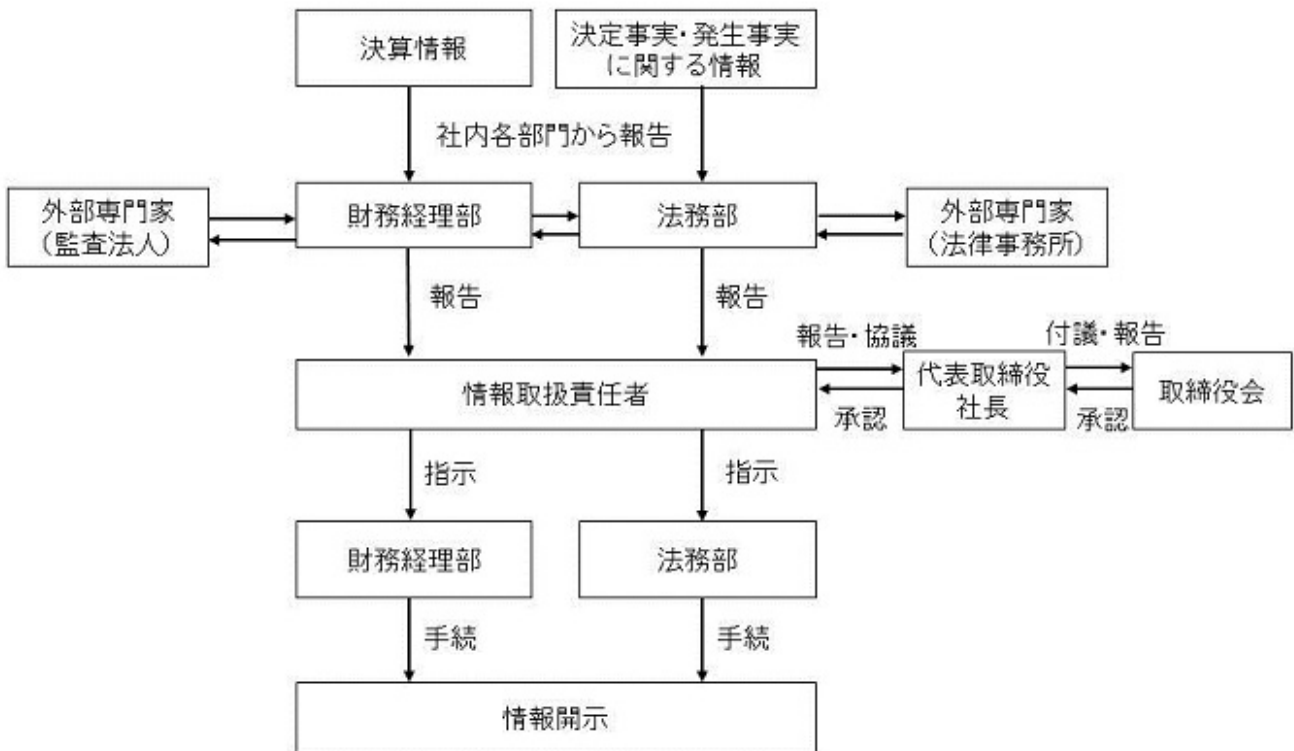 決算情報
決定事実・発生事実
に関する情報
社内各部門から報告
外部専門家
(監査法人)
財務経理部
法務部
外部専門家
(法律事務所)
報告
報告
報告・協議
付議・報告
情報取扱責任者
代表取締役
社長
取締役会
承認
承認
指示
指示
財務経理部
法務部
手続
手続
情報開示